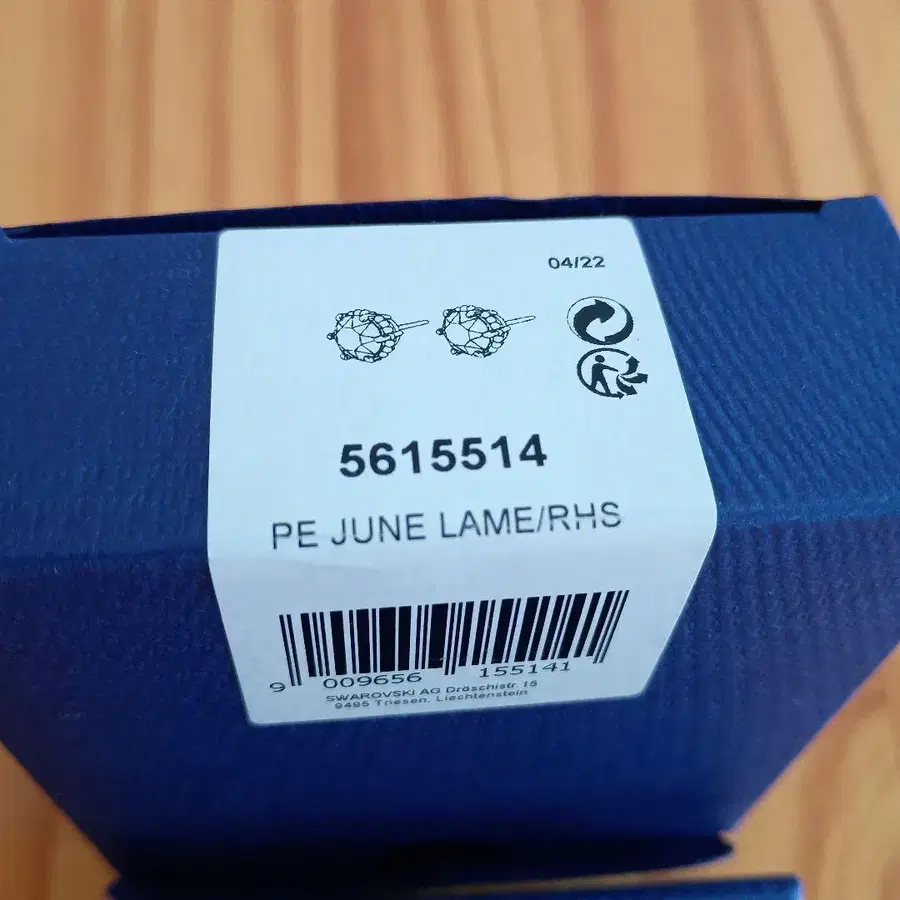 04/22
5615514
PE JUNE LAME/RHS
9 009656 155141
SWAROVSKI AG Dröschistr 15
9495 Triesen, Liechtenstein